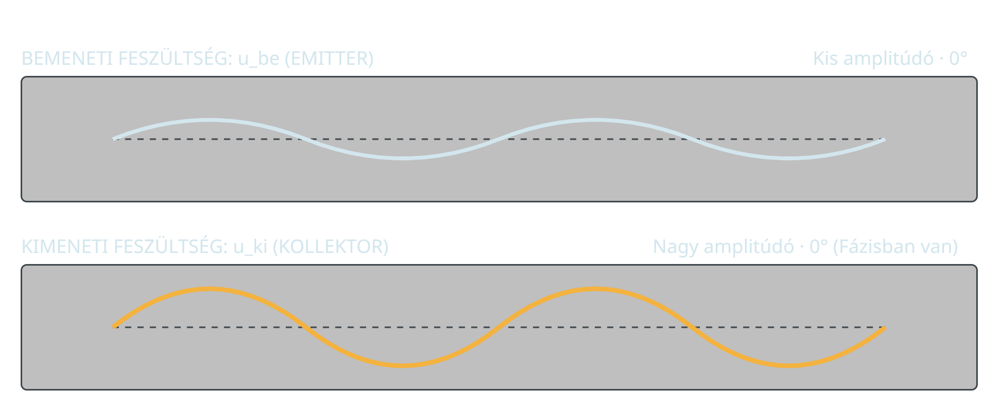 BEMENETI FESZÜLTSÉG: u_be (EMITTER)
Kis amplitúdó · 0°
KIMENETI FESZÜLTSÉG: u_ki (KOLLEKTOR)
Nagy amplitúdó · 0° (Fázisban van)